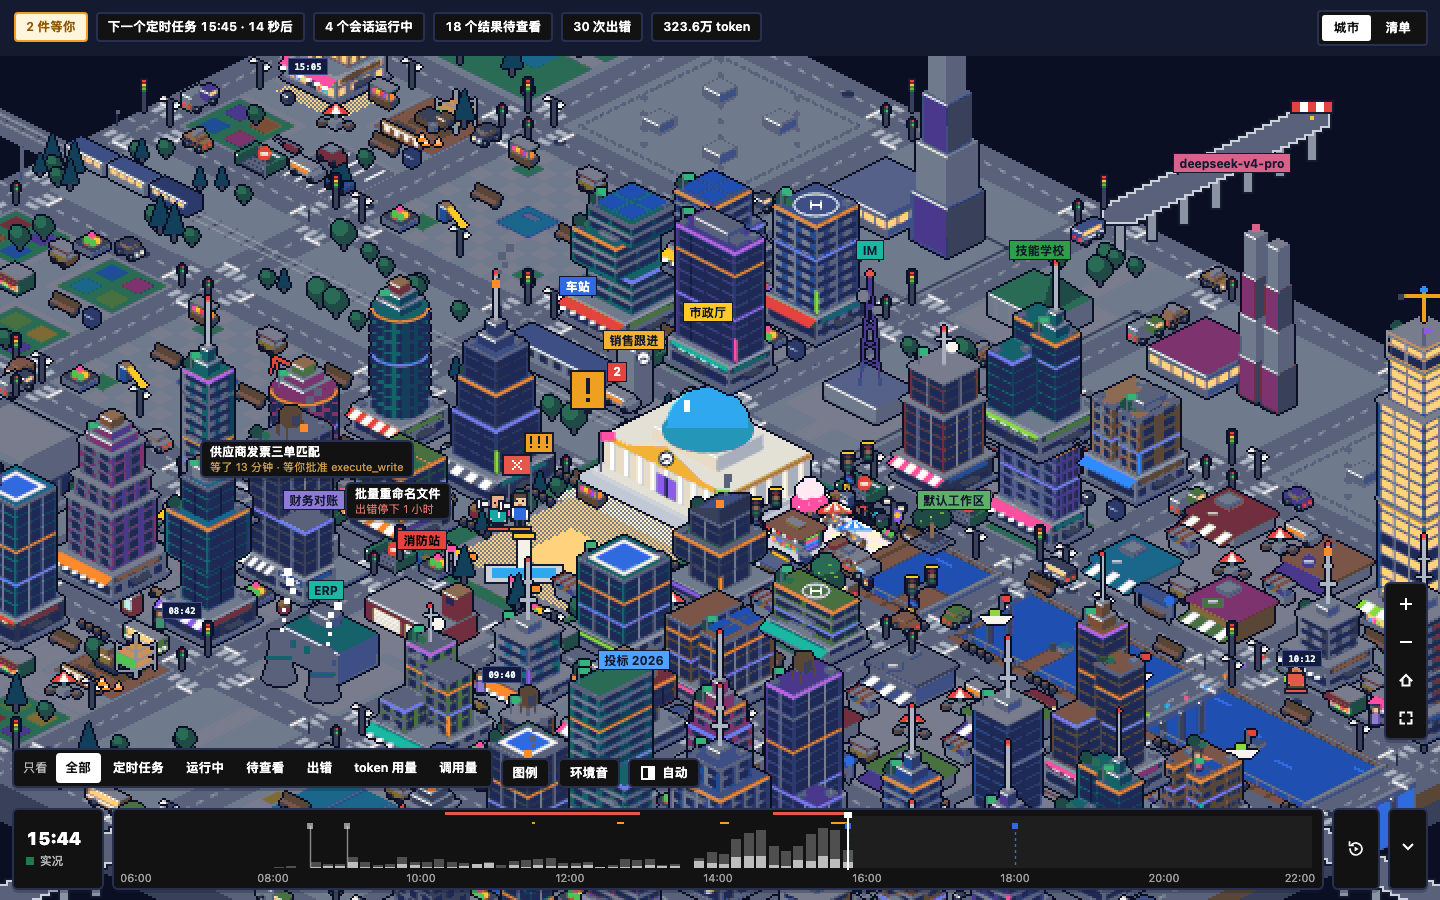 2 件等你
下一个定时任务 15:45 · 14 秒后
4 个会话运行中
18 个结果待查看
30 次出错
323.6万 token
城市
清单
15:05
deepseek-v4-pro
IM
技能学校
车站
市政厅
销售跟进
2
供应商发票三单匹配
等了 13 分钟 · 等你批准 execute_write
财务对账
批量重命名文件
出错停下 1 小时
默认工作区
消防站
ERP
08:42
09:40
投标 2026
10:12
只看
全部
定时任务
运行中
待查看
出错
token 用量
调用量
图例
环境音
自动
15:44
实况
06:00
08:00
10:00
12:00
14:00
16:00
18:00
20:00
22:00